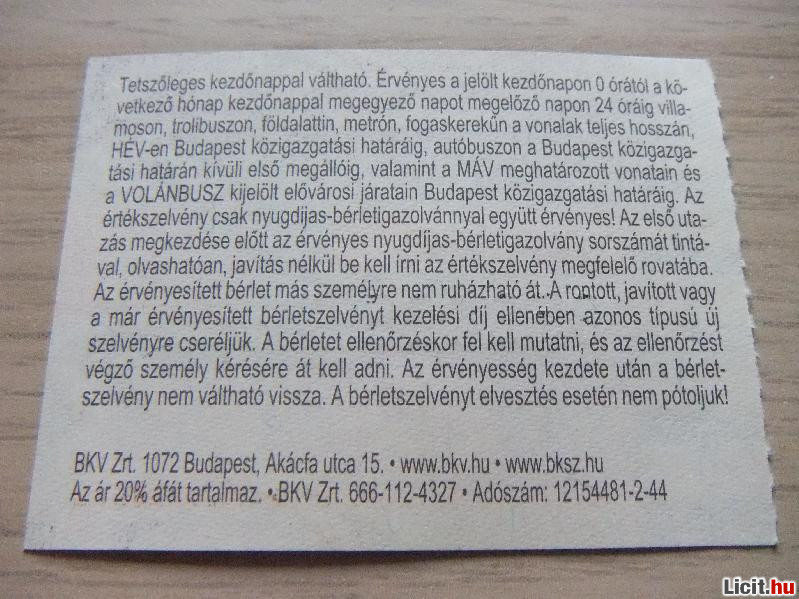 Tetszőleges kezdőnappal váltható. Érvényes a jelölt kezdőnapon 0 órától a kö-
vetkező hónap kezdőnappal megegyező napot megelőző napon 24 óráig villa-
moson, trolibuszon, földalattin, metrón, fogaskerekűn a vonalak teljes hosszán,
HÉV-en Budapest közigazgatási határáig, autóbuszon a Budapest közigazga-
tási határán kívüli első megállóig, valamint a MÁV meghatározott vonatain és
a VOLÁNBUSZ kijelölt elővárosi járatain Budapest közigazgatási határáig. Az
értékszelvény csak nyugdíjas-bérletigazolvánnyal együtt érvényes! Az első uta-
zás megkezdése előtt az érvényes nyugdíjas-bérletigazolvány sorszámát tintá-
val, olvashatóan, javítás nélkül be kell írni az értékszelvény megfelelő rovatába.
Az érvényesített bérlet más személyre nem ruházható át. A rontott, javított vagy
a már érvényesített bérletszelvényt kezelési díj ellenében azonos típusú új
szelvényre cseréljük. A bérletet ellenőrzéskor fel kell mutatni, és az ellenőrzést
végző személy kérésére át kell adni. Az érvényesség kezdete után a bérlet-
szelvény nem váltható vissza. A bérletszelvényt elvesztés esetén nem pótoljuk!
BKV Zrt. 1072 Budapest, Akácfa utca 15. • www.bkv.hu • www.bksz.hu
Az ár 20% áfát tartalmaz. • BKV Zrt. 666-112-4327 • Adószám: 12154481-2-44
Licit.hu